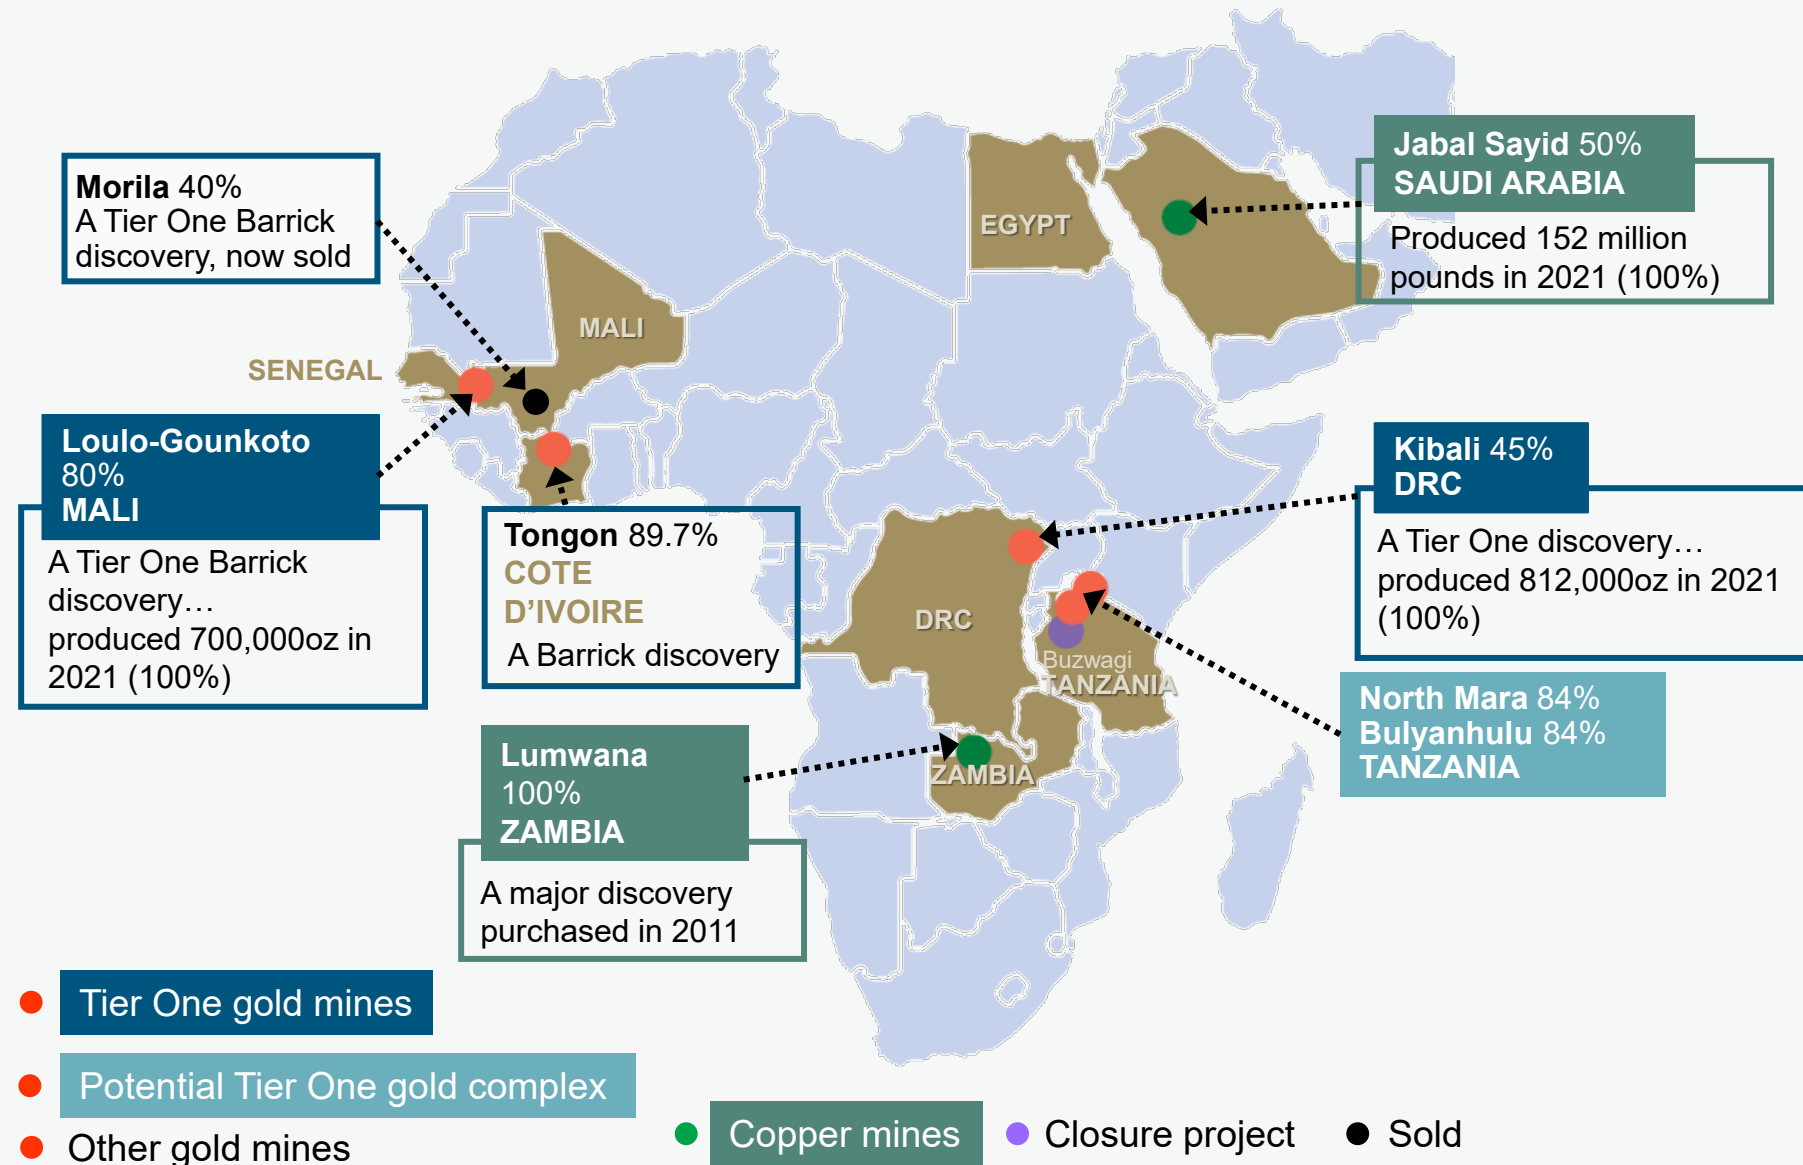 Morila 40%
A Tier One Barrick
discovery, now sold
Jabal Sayid 50%
SAUDI ARABIA
Produced 152 million
pounds in 2021 (100%)
EGYPT
MALI
SENEGAL
Loulo-Gounkoto
80%
MALI
A Tier One Barrick
discovery…
produced 700,000oz in
2021 (100%)
Tongon 89.7%
COTE
D’IVOIRE
A Barrick discovery
Kibali 45%
DRC
A Tier One discovery…
produced 812,000oz in 2021
(100%)
DRC
Buzwagi
TANZANIA
North Mara 84%
Bulyanhulu 84%
TANZANIA
Lumwana
100%
ZAMBIA
A major discovery
purchased in 2011
ZAMBIA
Tier One gold mines
Potential Tier One gold complex
Other gold mines
Copper mines
Closure project
Sold